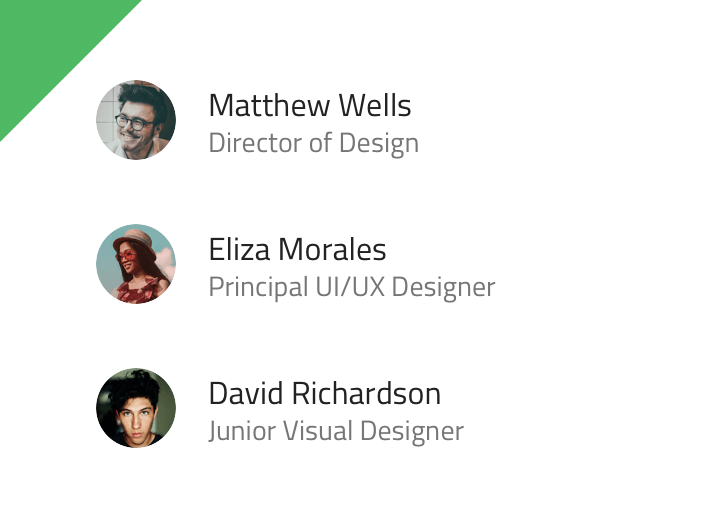 Matthew Wells
Director of Design
Eliza Morales
Principal UI/UX Designer
David Richardson
Junior Visual Designer